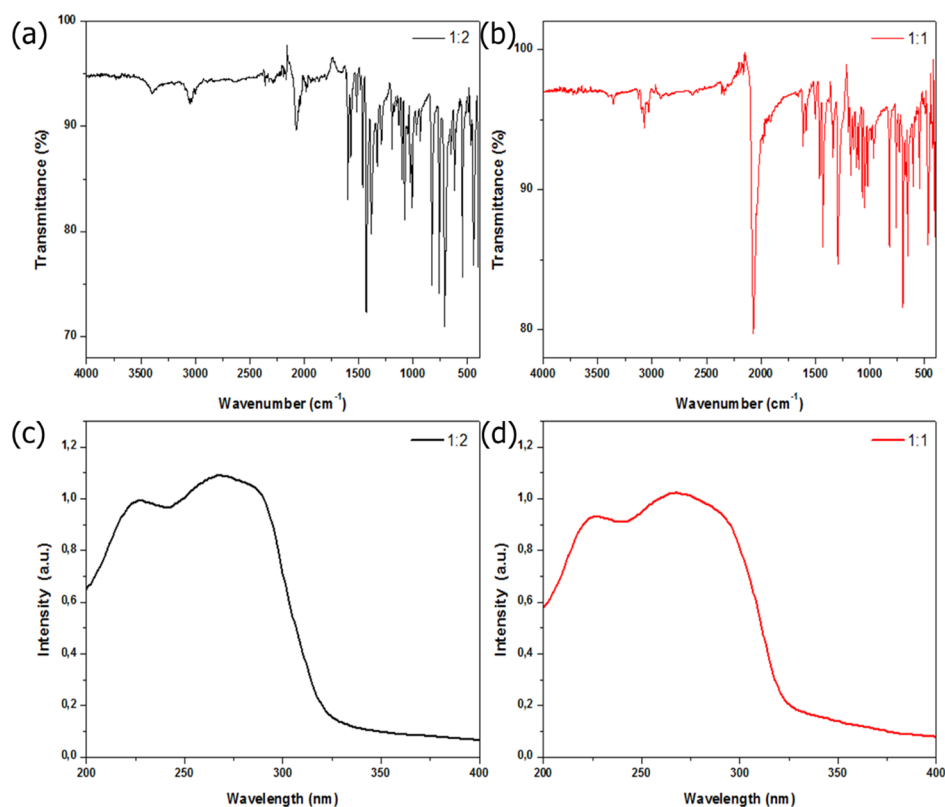 (a)
1:2
100
90
80
70
Transmittance (%)
4000 3500 3000 2500 2000 1500 1000 500
Wavenumber (cm⁻¹)
(b)
1:1
100
90
80
Transmittance (%)
4000 3500 3000 2500 2000 1500 1000 500
Wavenumber (cm⁻¹)
(c)
1:2
1,2
1,0
0,8
0,6
0,4
0,2
0,0
Intensity (a.u.)
200 250 300 350 400
Wavelength (nm)
(d)
1:1
1,2
1,0
0,8
0,6
0,4
0,2
0,0
Intensity (a.u.)
200 250 300 350 400
Wavelength (nm)